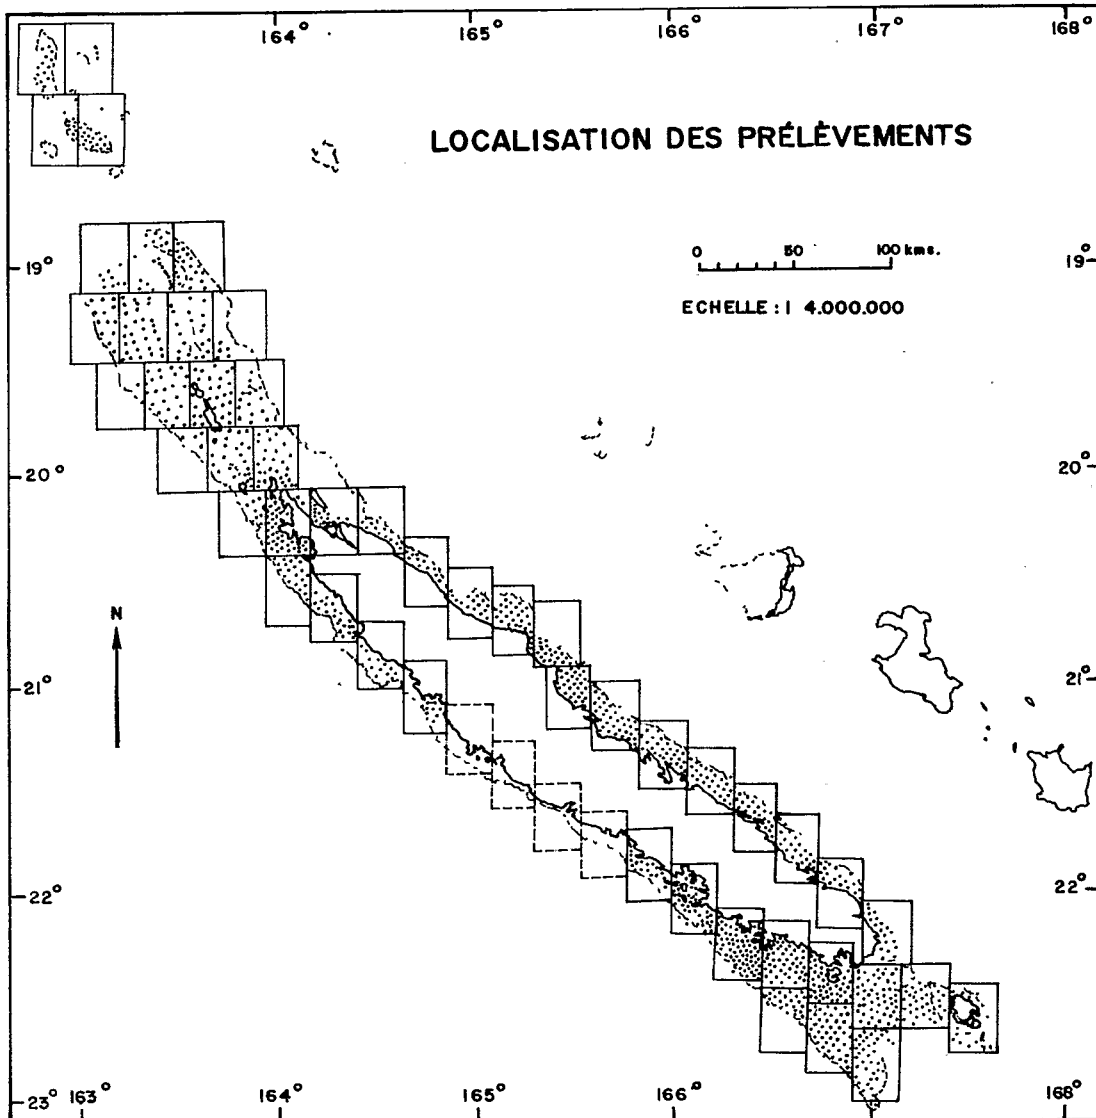 164° 165° 166° 167° 168°
LOCALISATION DES PRÉLÈVEMENTS
0 50 100 kms.
19° 19°
ECHELLE : 1 4.000.000
20° 20°
N
21° 21°
22° 22°
23° 163° 164° 165° 166° 168°